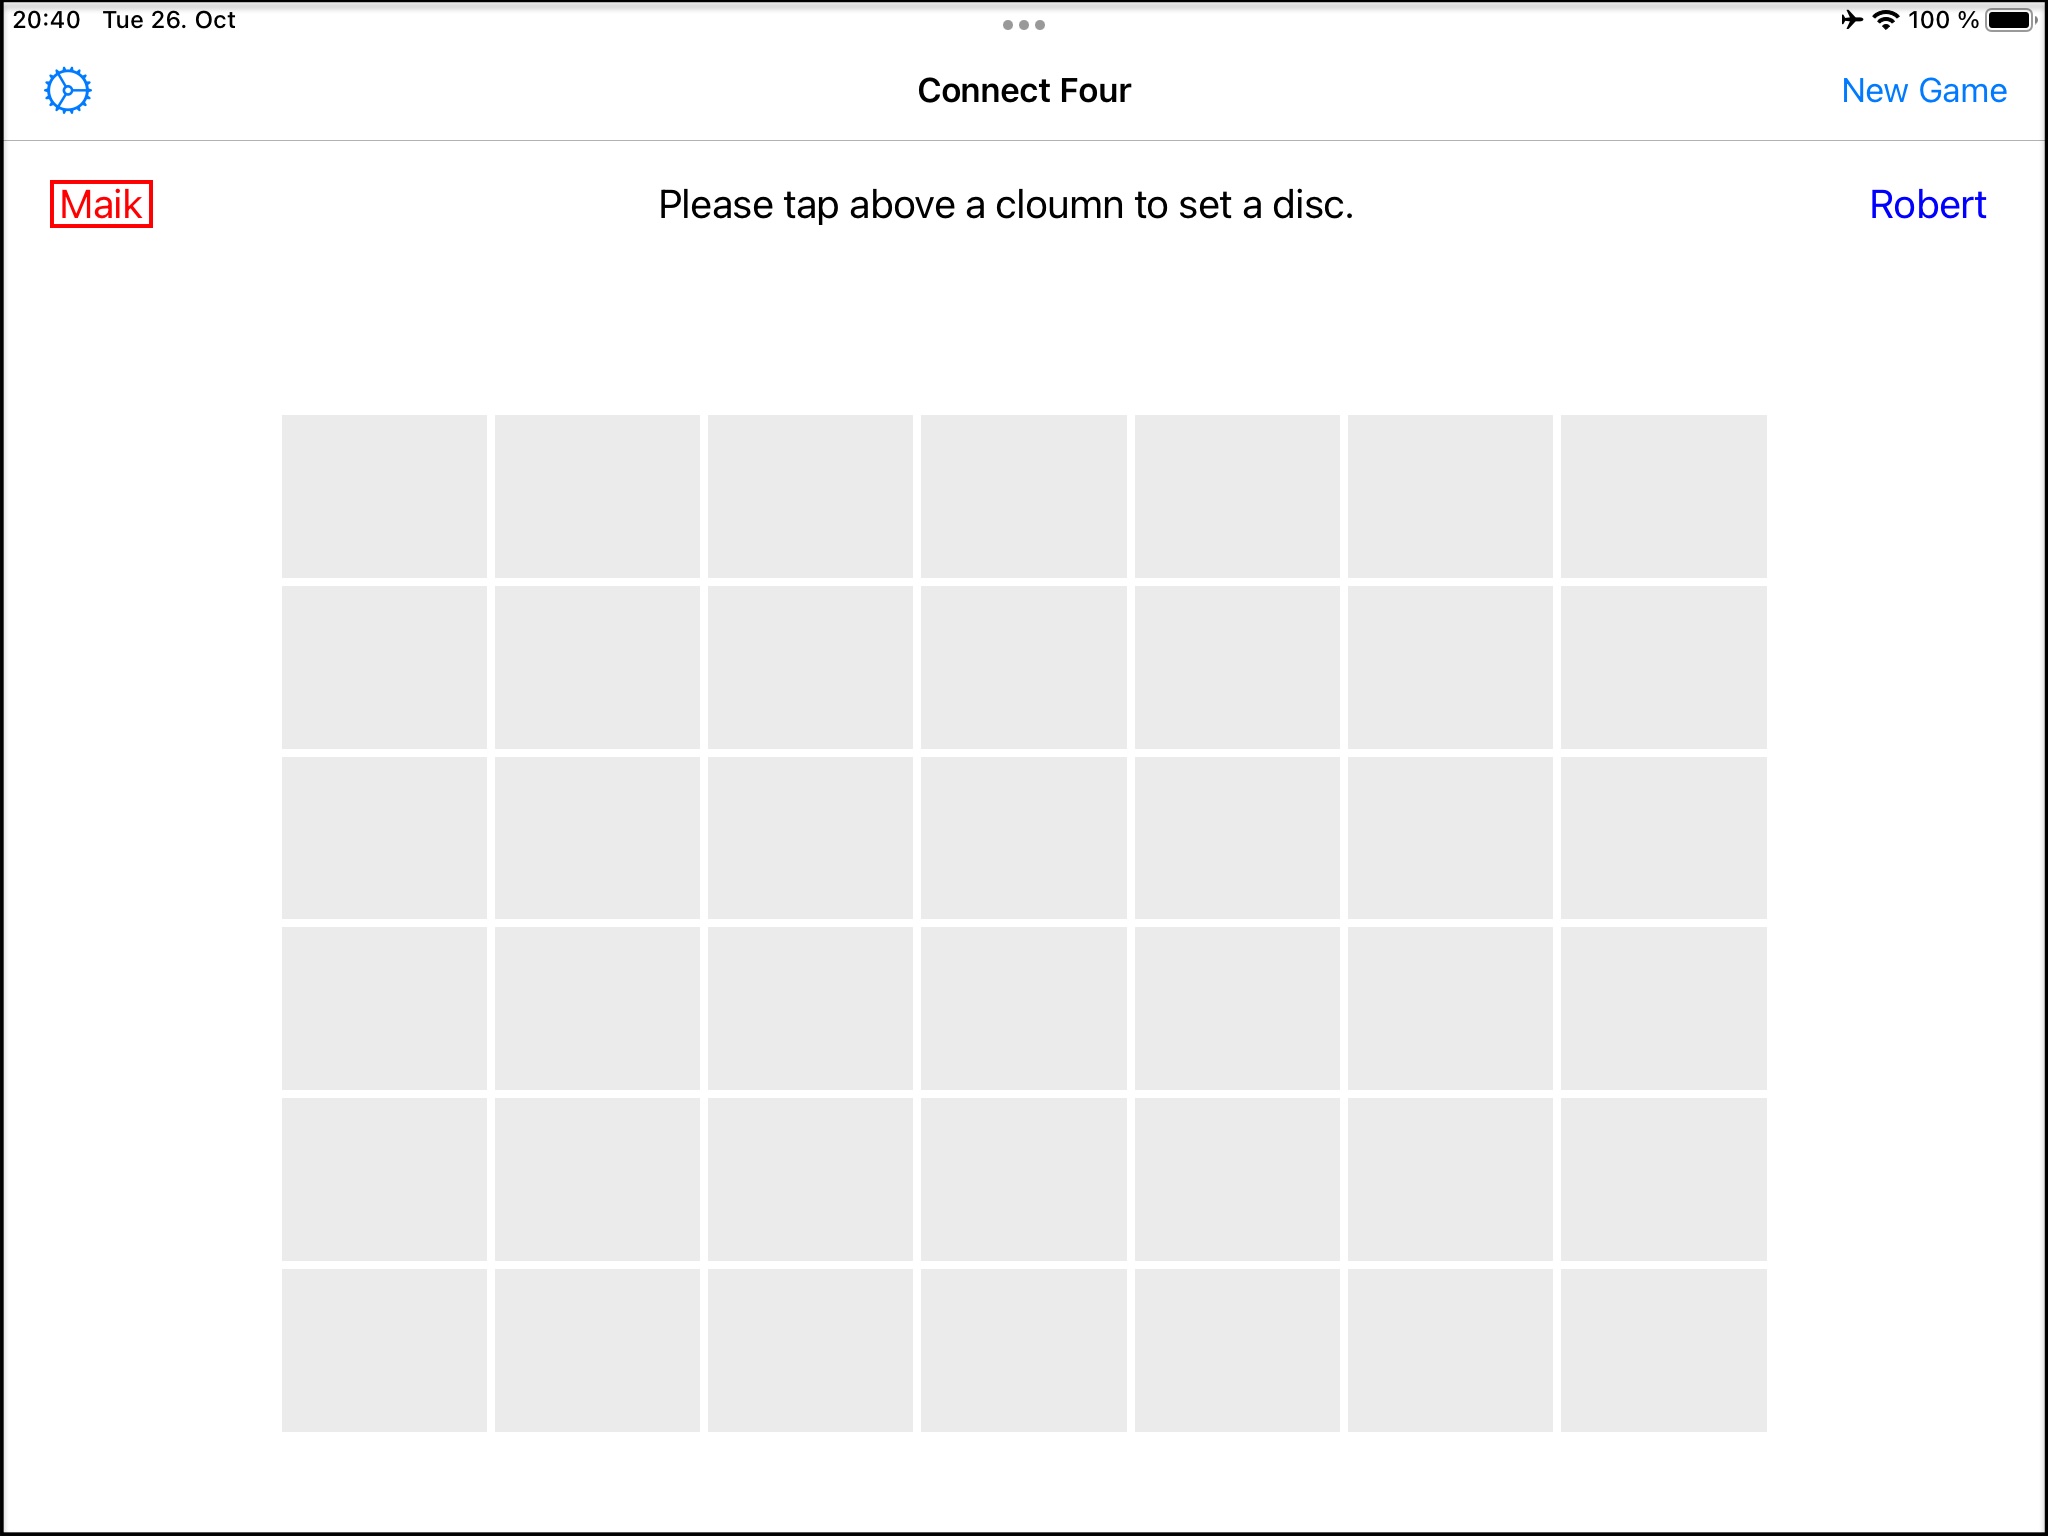 20:40 Tue 26. Oct
100 %
Connect Four
New Game
Maik
Please tap above a cloumn to set a disc.
Robert